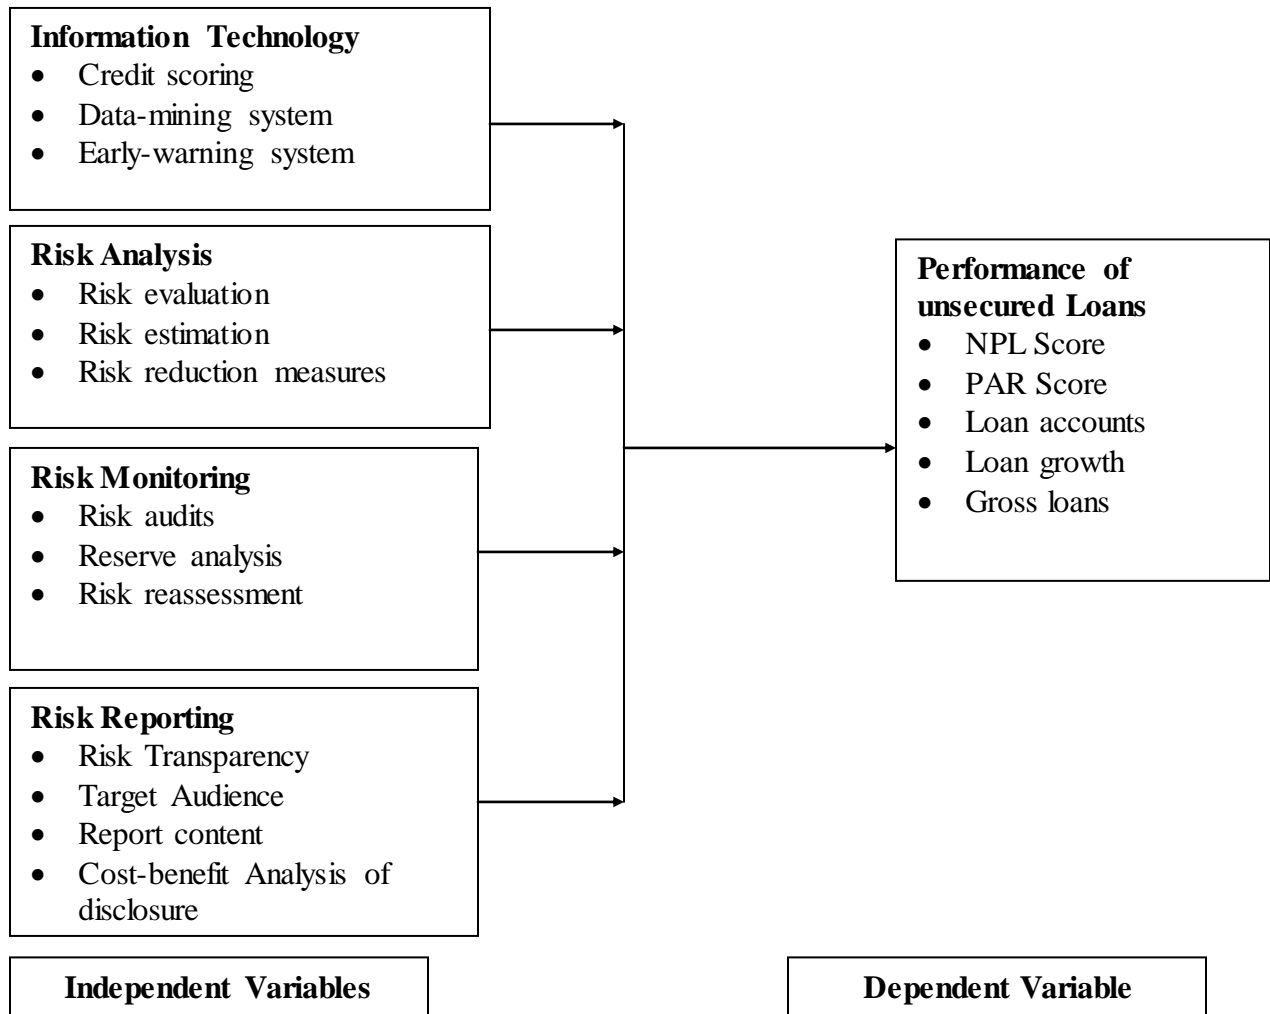 Information Technology
• Credit scoring
• Data-mining system
• Early-warning system
Risk Analysis
• Risk evaluation
• Risk estimation
• Risk reduction measures
Risk Monitoring
• Risk audits
• Reserve analysis
• Risk reassessment
Risk Reporting
• Risk Transparency
• Target Audience
• Report content
• Cost-benefit Analysis of
disclosure
Independent Variables
Performance of
unsecured Loans
• NPL Score
• PAR Score
• Loan accounts
• Loan growth
• Gross loans
Dependent Variable